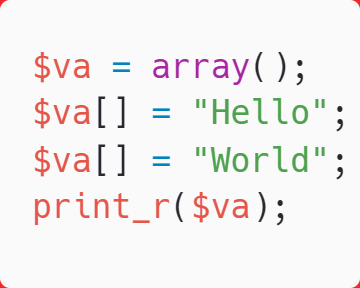 $va = array();
$va[] = "Hello";
$va[] = "World";
print_r($va);